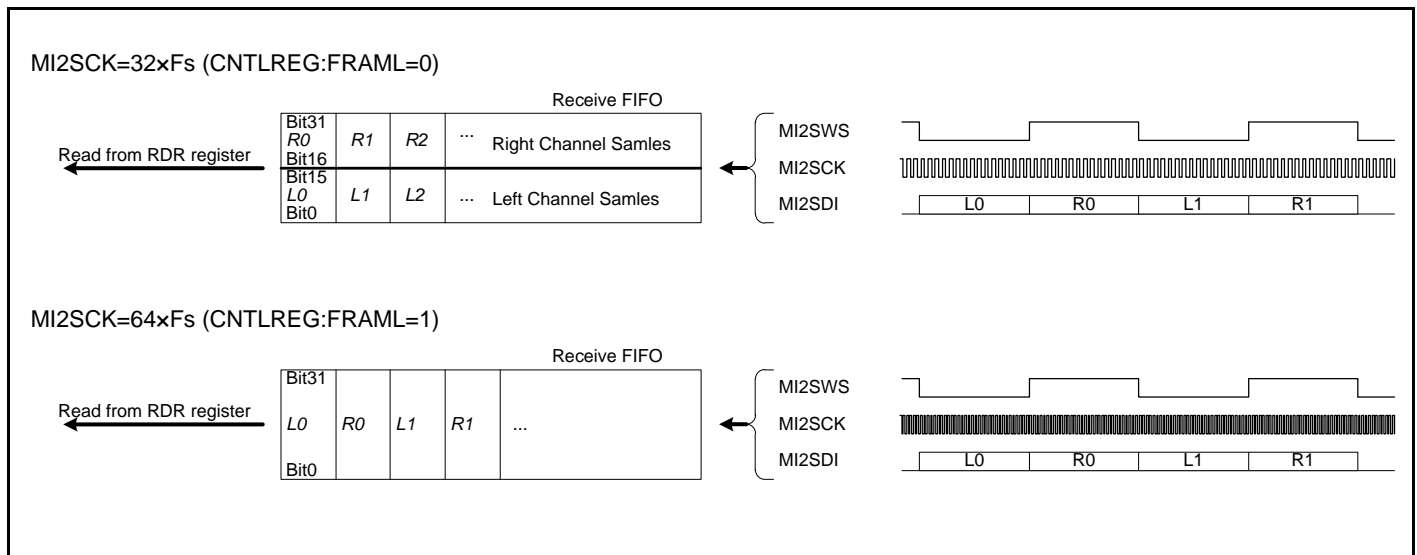 MI2SCK=32×Fs (CNTLREG:FRAML=0)
Receive FIFO
Read from RDR register
Bit31
R0
Bit16
R1
R2
... Right Channel Samles
Bit15
L0
Bit0
L1
L2
... Left Channel Samles
MI2SWS
MI2SCK
MI2SDI
L0 R0 L1 R1
MI2SCK=64×Fs (CNTLREG:FRAML=1)
Receive FIFO
Read from RDR register
Bit31
L0
Bit0
R0
L1
R1
...
MI2SWS
MI2SCK
MI2SDI
L0 R0 L1 R1